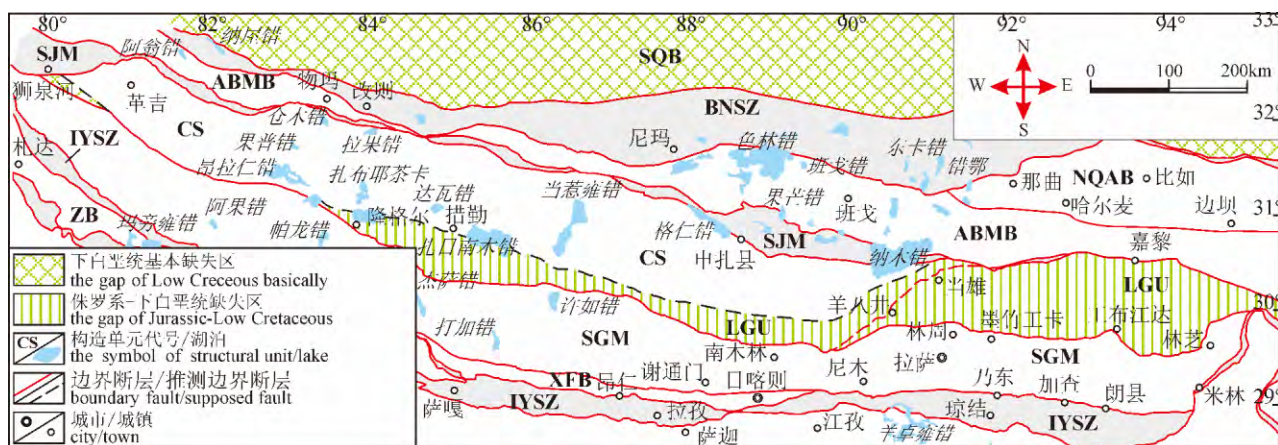 80° 82° 84° 86° 88° 90° 92° 94° 33°
N
W E
S
0 100 200km
32°
31°
30°
29°
SJM
阿翁错
纳屋错
ABMB
物玛
改则
SQB
BNSZ
狮泉河
革吉
CS
仓木错
果普错
拉果错
尼玛
色林错
班戈错
东卡错
错鄂
IYSZ
札达
昂拉仁错
扎布耶茶卡
达瓦错
当惹雍错
果芒错
班戈
那曲
NQAB
比如
哈尔麦
边坝
ZB
玛旁雍错
阿果错
帕龙错
隆格尔
措勤
扎日南木错
格仁错
申扎县
SJM
纳木错
ABMB
嘉黎
CS
杰萨错
许如错
打加错
SGM
LGU
羊八井
当雄
LGU
林周
墨竹工卡
工布江达
林芝
南木林
拉萨
SGM
XFB
昂仁
谢通门
日喀则
尼木
乃东
加查
朗县
米林
IYSZ
萨嘎
拉孜
萨迦
江孜
羊卓雍错
琼结
IYSZ
下白垩统基本缺失区
the gap of Low Creceous basically
侏罗系-下白垩统缺失区
the gap of Jurassic-Low Cretaceous
CS
构造单元代号/湖泊
the symbol of structural unit/lake
边界断层/推测边界断层
boundary fault/supposed fault
城市/城镇
city/town